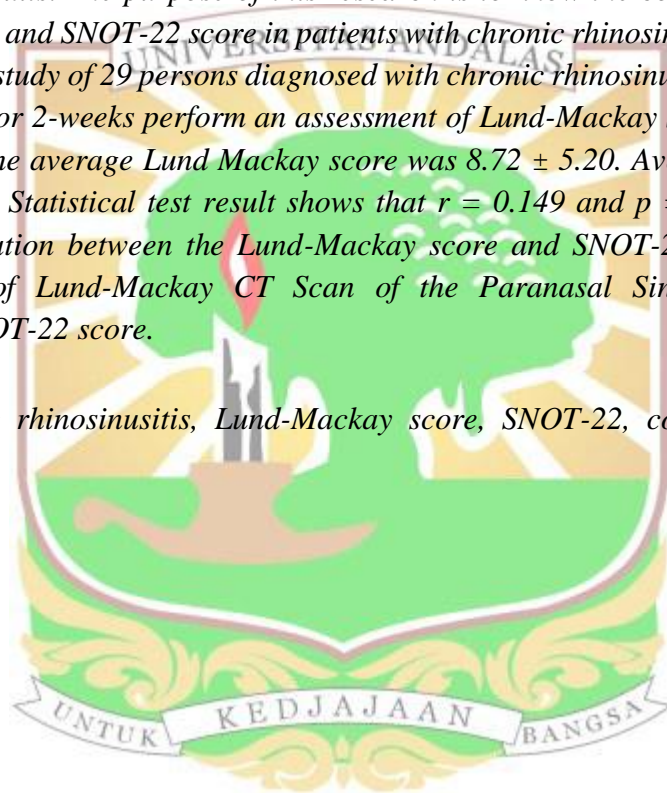 and SNOT-22 score in patients with chronic rhinosin
UNIVERSITAS ANDALAS
study of 29 persons diagnosed with chronic rhinosinu
or 2-weeks perform an assessment of Lund-Mackay
he average Lund Mackay score was 8.72 ± 5.20. Av
Statistical test result shows that r = 0.149 and p =
ation between the Lund-Mackay score and SNOT-2
of Lund-Mackay CT Scan of the Paranasal Sin
OT-22 score.
rhinosinusitis, Lund-Mackay score, SNOT-22, co
UNTUK KEDJAJAAN BANGSA